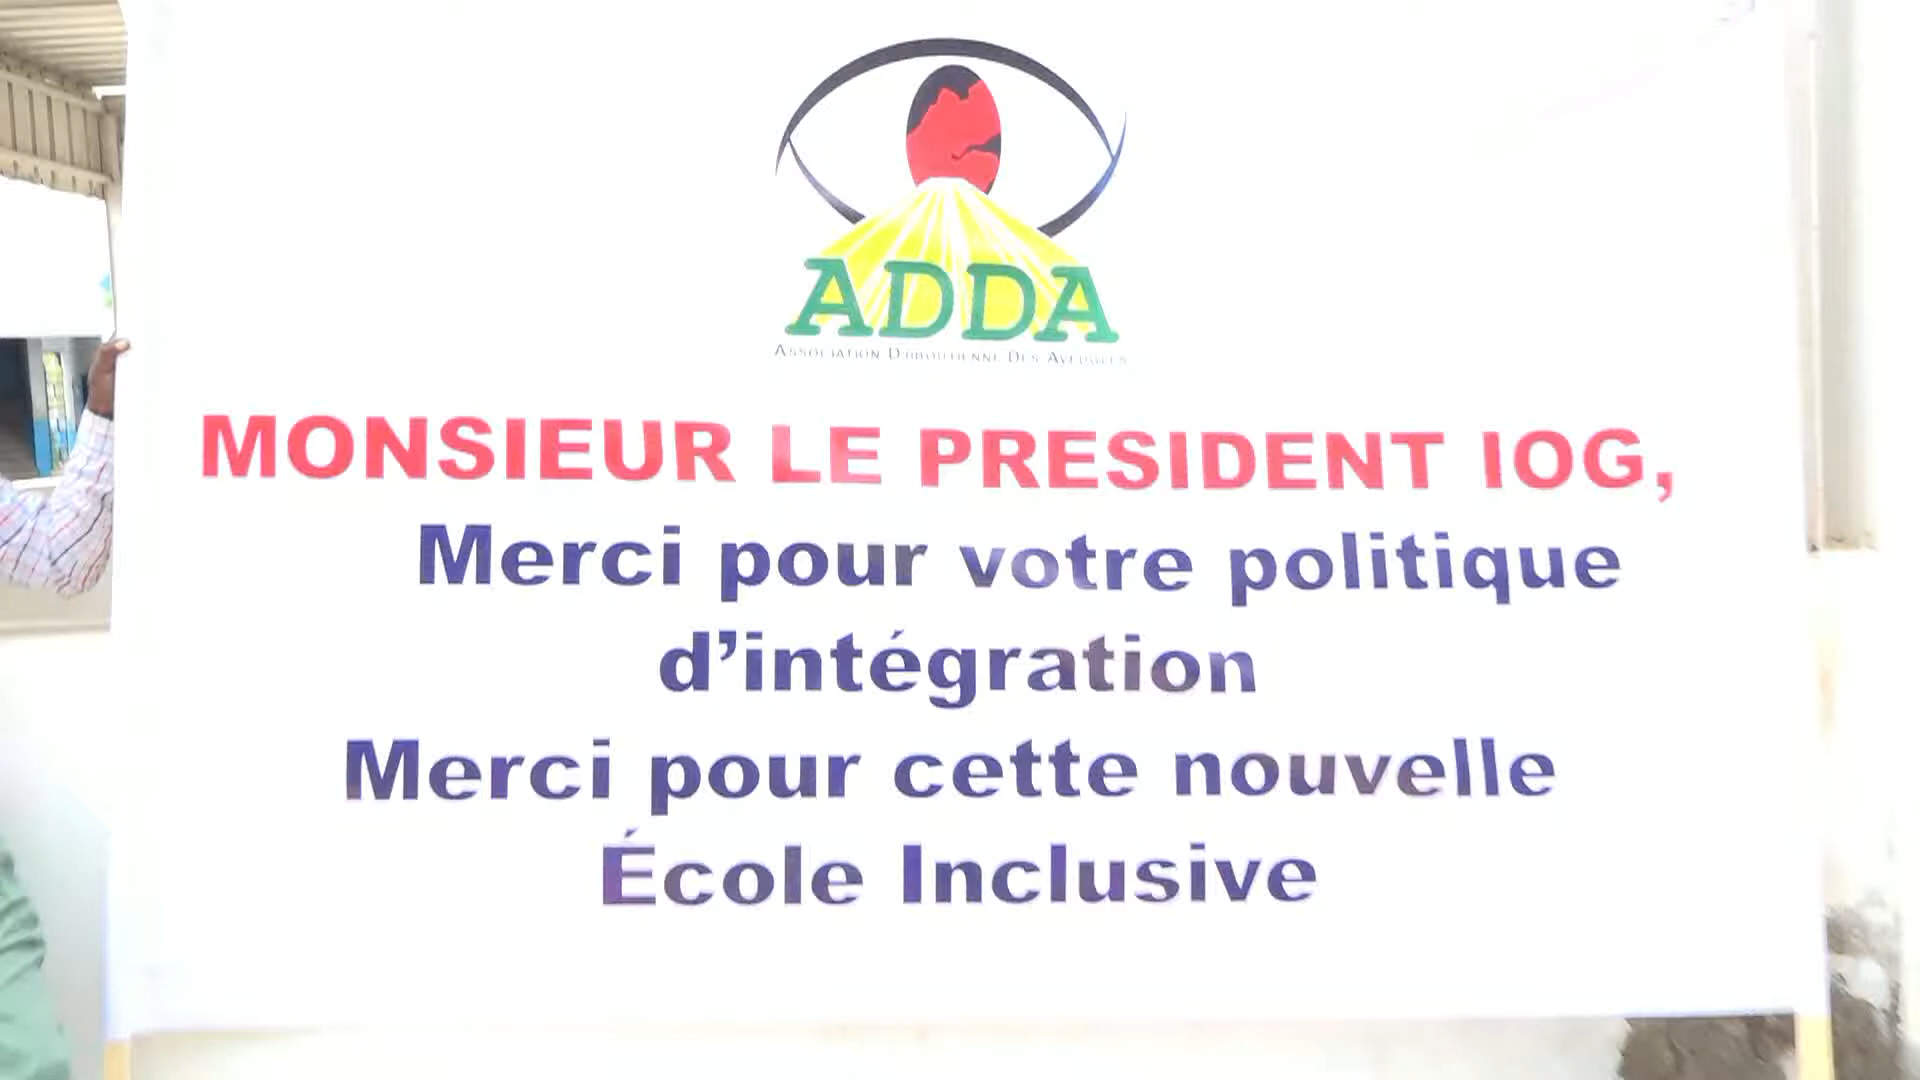 ADDA
ASSOCIATION DJIBOUTIENNE DES AVEUGLES
MONSIEUR LE PRESIDENT IOG,
Merci pour votre politique
d’intégration
Merci pour cette nouvelle
École Inclusive